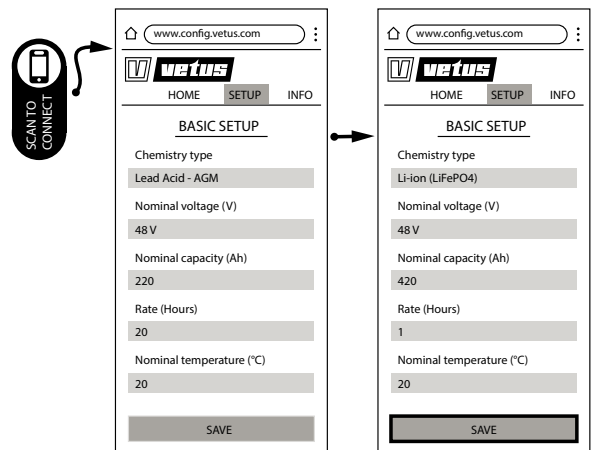 SCAN TO
CONNECT
www.config.vetus.com
V vetus
HOME SETUP INFO
BASIC SETUP
Chemistry type
Lead Acid - AGM
Nominal voltage (V)
48 V
Nominal capacity (Ah)
220
Rate (Hours)
20
Nominal temperature (°C)
20
SAVE
www.config.vetus.com
V vetus
HOME SETUP INFO
BASIC SETUP
Chemistry type
Li-ion (LiFePO4)
Nominal voltage (V)
48 V
Nominal capacity (Ah)
420
Rate (Hours)
1
Nominal temperature (°C)
20
SAVE